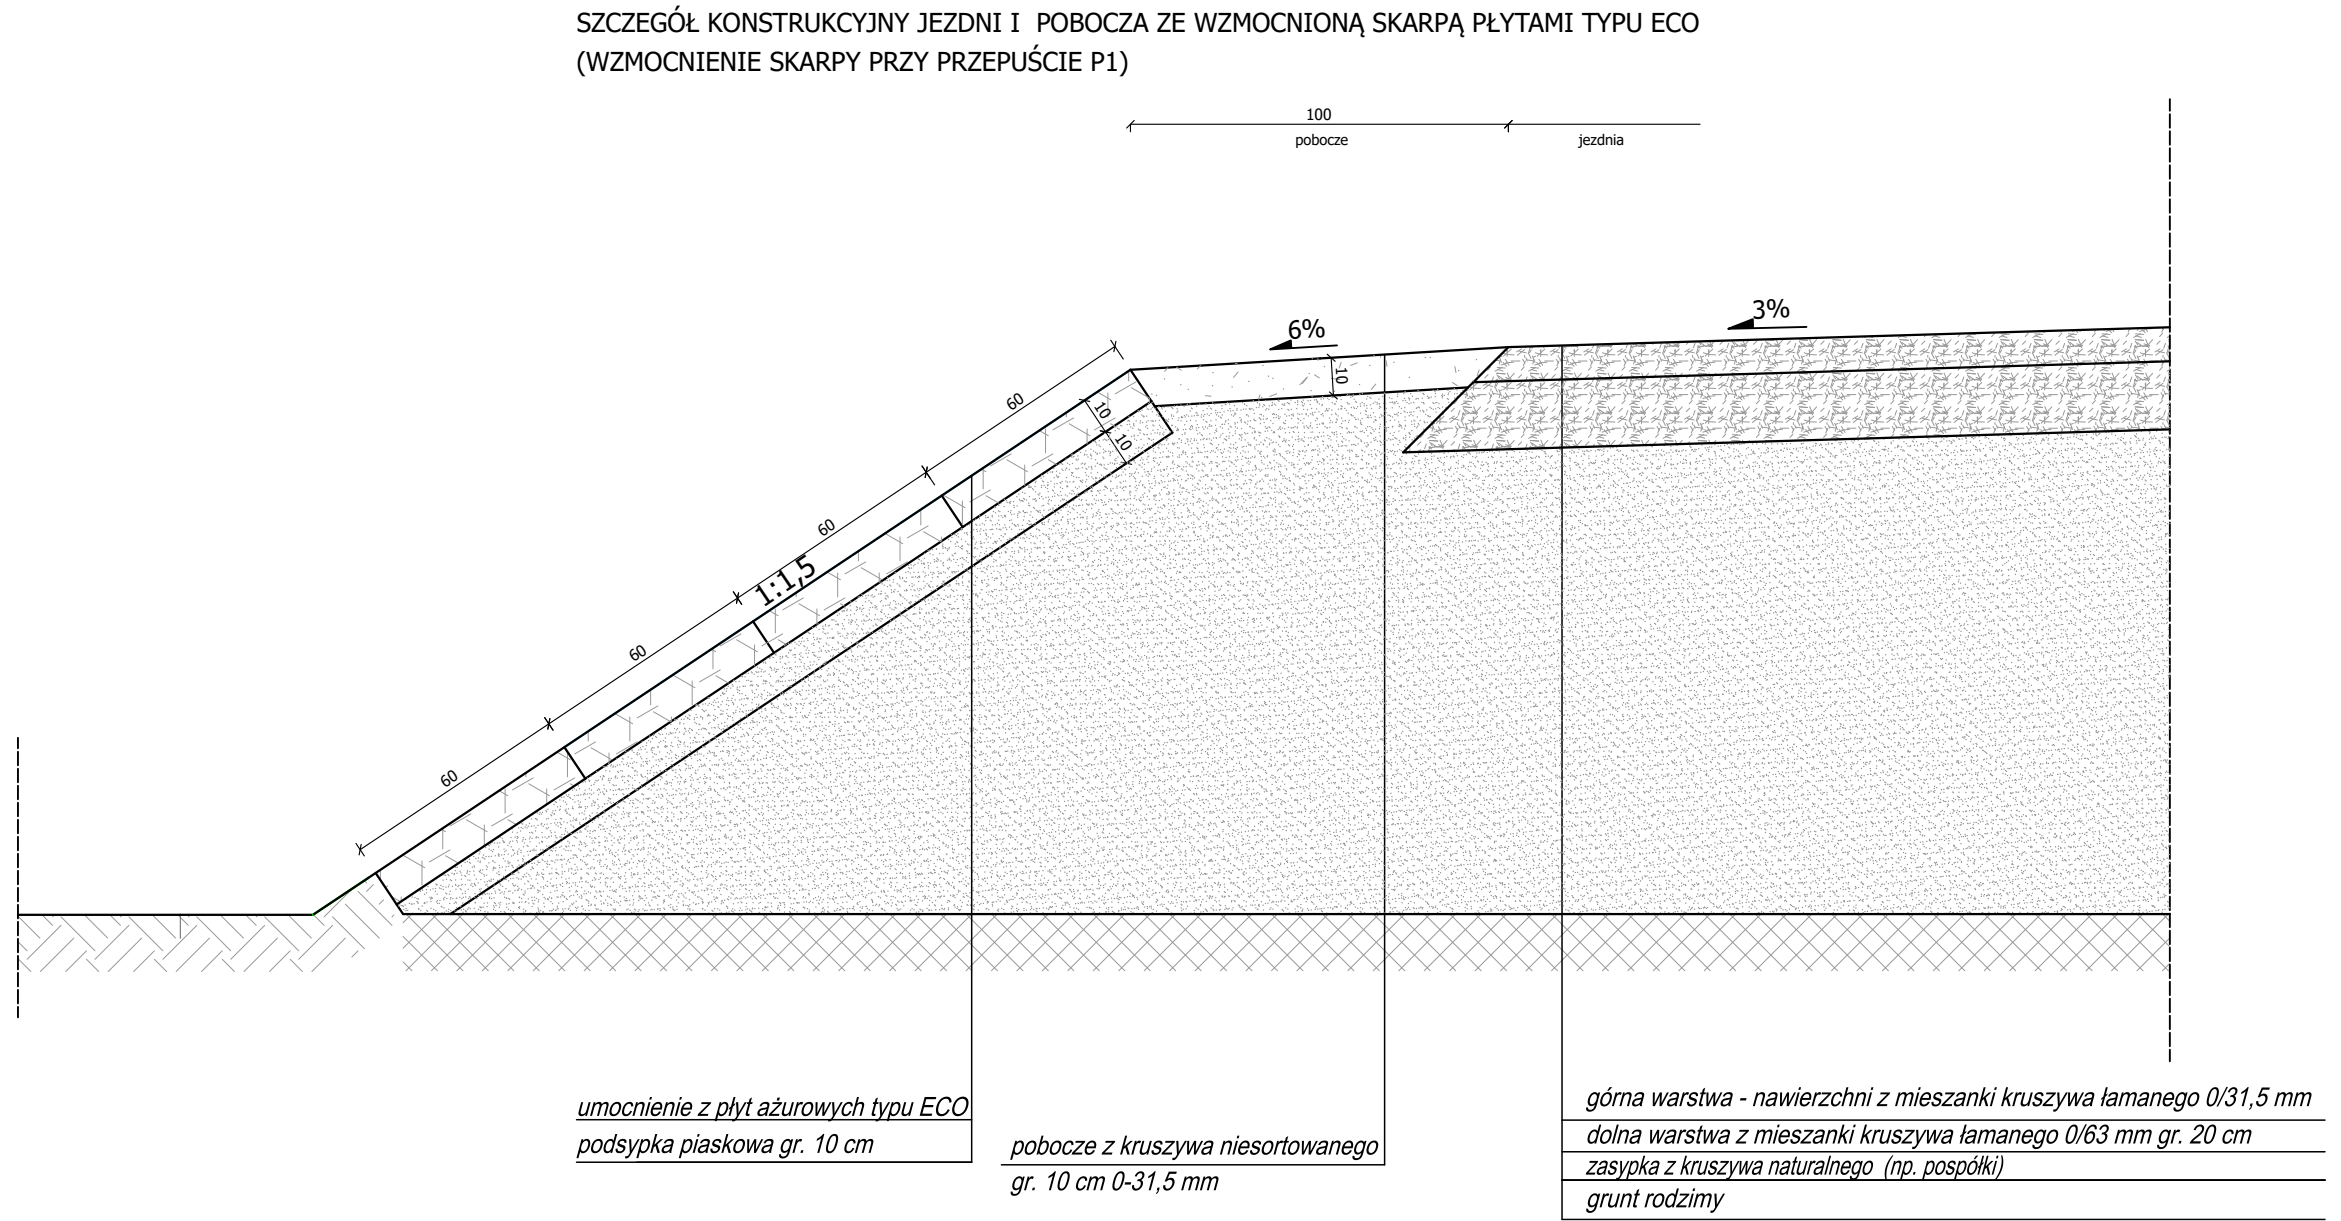 SZCZEGÓŁ KONSTRUKCYJNY JEZDNI I POBOCZA ZE WZMOCNIONĄ SKARPĄ PŁYTAMI TYPU ECO
(WZMOCNIENIE SKARPY PRZY PRZEPUŚCIE P1)
100
pobocze
jezdnia
3%
6%
10
60
10
10
60
1:1,5
60
60
umocnienie z płyt ażurowych typu ECO
podsypka piaskowa gr. 10 cm
pobocze z kruszywa niesortowanego
gr. 10 cm 0-31,5 mm
górna warstwa - nawierzchni z mieszanki kruszywa łamanego 0/31,5 mm
dolna warstwa z mieszanki kruszywa łamanego 0/63 mm gr. 20 cm
zasypka z kruszywa naturalnego (np. pospółki)
grunt rodzimy